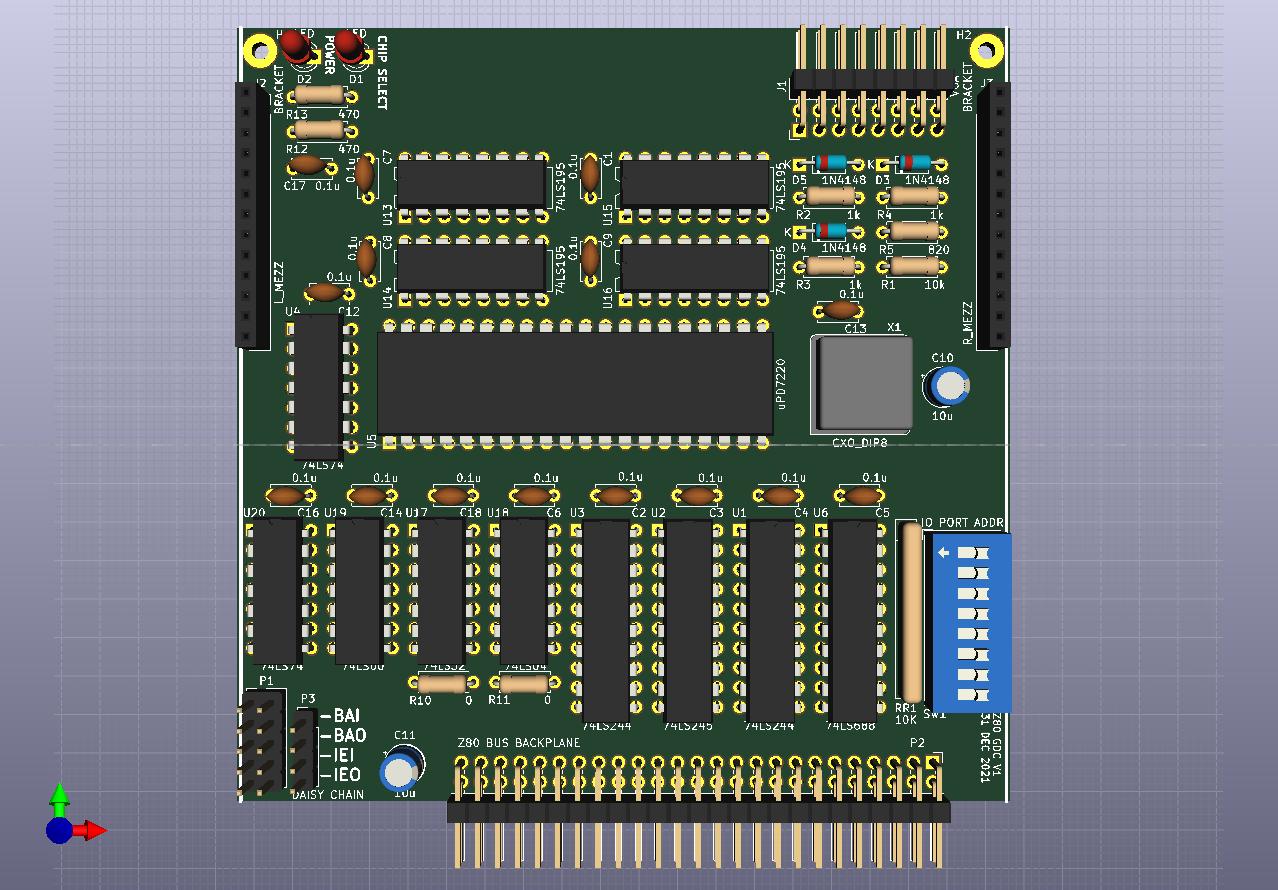 H2
POWER
CHIP SELECT
BRACKET
D2
D1
R13
470
R12
470
C17
0.1u
J1
BRACKET
0.1u
C7
U13
74LS195
0.1u
C1
U15
74LS195
K
D5
1N4148
K
D3
1N4148
R2
1k
R4
1k
K
D4
1N4148
R5
820
R3
1k
R1
10k
0.1u
C8
U14
74LS195
0.1u
C9
U16
74LS195
L_MEZZ
R_MEZZ
0.1u
U4
C12
74LS74
0.1u
C13
X1
CXO_DIP8
C10
10u
U5
uPD7220
0.1u
0.1u
0.1u
0.1u
0.1u
0.1u
0.1u
0.1u
U20
C16
U19
C14
U17
C18
U18
C6
U3
C2
U2
C3
U1
C4
U6
C5
IO PORT ADDR
74LS74
74LS00
74LS32
74LS04
74LS244
74LS245
74LS244
74LS688
R10
0
R11
0
RR1
10K
SW1
Z80 GDC V1
31 DEC 2021
P1
P3
BAI
BAO
IEI
IEO
DAISY CHAIN
C11
10u
Z80 BUS BACKPLANE
P2